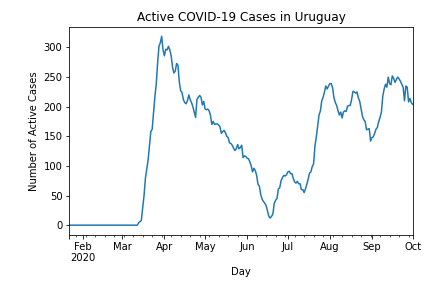 Active COVID-19 Cases in Uruguay
Number of Active Cases
300
250
200
150
100
50
0
Feb Mar Apr May Jun Jul Aug Sep Oct
2020
Day